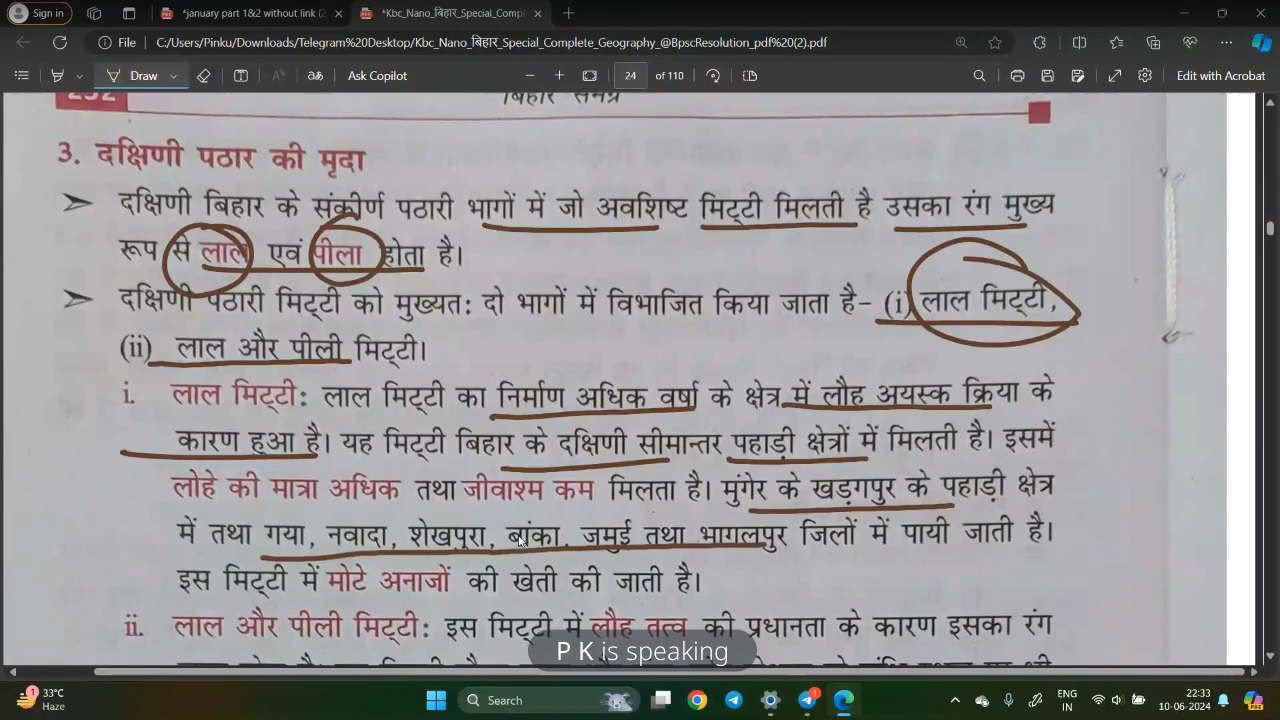 Sign in
*january part 1&2 without link (2
*Kbc_Nano_बिहार_Special_Compl
File
C:/Users/Pinku/Downloads/Telegram%20Desktop/Kbc_Nano_बिहार_Special_Complete_Geography_@BpscResolution_pdf%20(2).pdf
Draw
Ask Copilot
24 of 110
Edit with Acrobat
232
बिहार समग्र
3. दक्षिणी पठार की मृदा
➤ दक्षिणी बिहार के संकीर्ण पठारी भागों में जो अवशिष्ट मिट्टी मिलती है उसका रंग मुख्य
रूप से लाल एवं पीला होता है।
➤ दक्षिणी पठारी मिट्टी को मुख्यतः दो भागों में विभाजित किया जाता है- (i) लाल मिट्टी,
(ii) लाल और पीली मिट्टी।
i. लाल मिट्टी: लाल मिट्टी का निर्माण अधिक वर्षा के क्षेत्र में लौह अयस्क क्रिया के
कारण हुआ है। यह मिट्टी बिहार के दक्षिणी सीमान्तर पहाड़ी क्षेत्रों में मिलती है। इसमें
लोहे की मात्रा अधिक तथा जीवाश्म कम मिलता है। मुंगेर के खड़गपुर के पहाड़ी क्षेत्र
में तथा गया, नवादा, शेखपुरा, बांका, जमुई तथा भागलपुर जिलों में पायी जाती है।
इस मिट्टी में मोटे अनाजों की खेती की जाती है।
ii. लाल और पीली मिट्टी: इस मिट्टी में लौह तत्व की प्रधानता के कारण इसका रंग
P K is speaking
33°C
Haze
Search
ENG
IN
22:33
10-06-2024